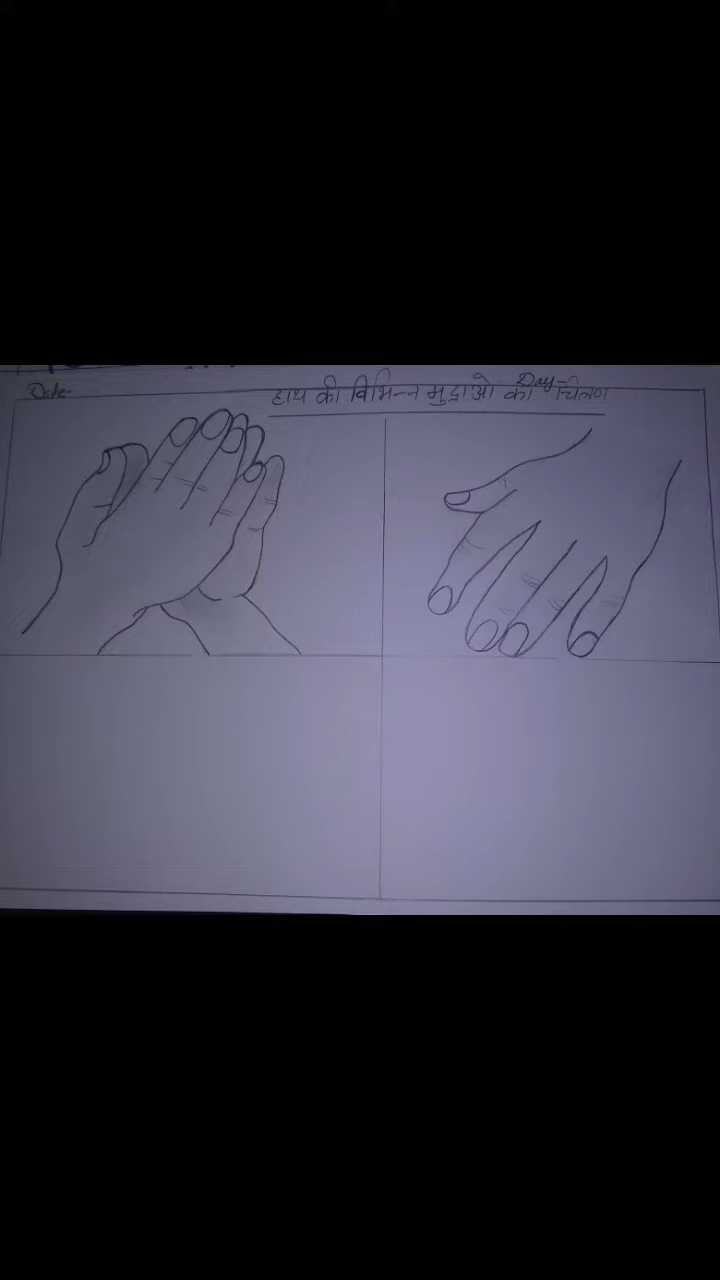 Date-
Day-
हाथ की विभिन्न मुद्राओ का चित्रण